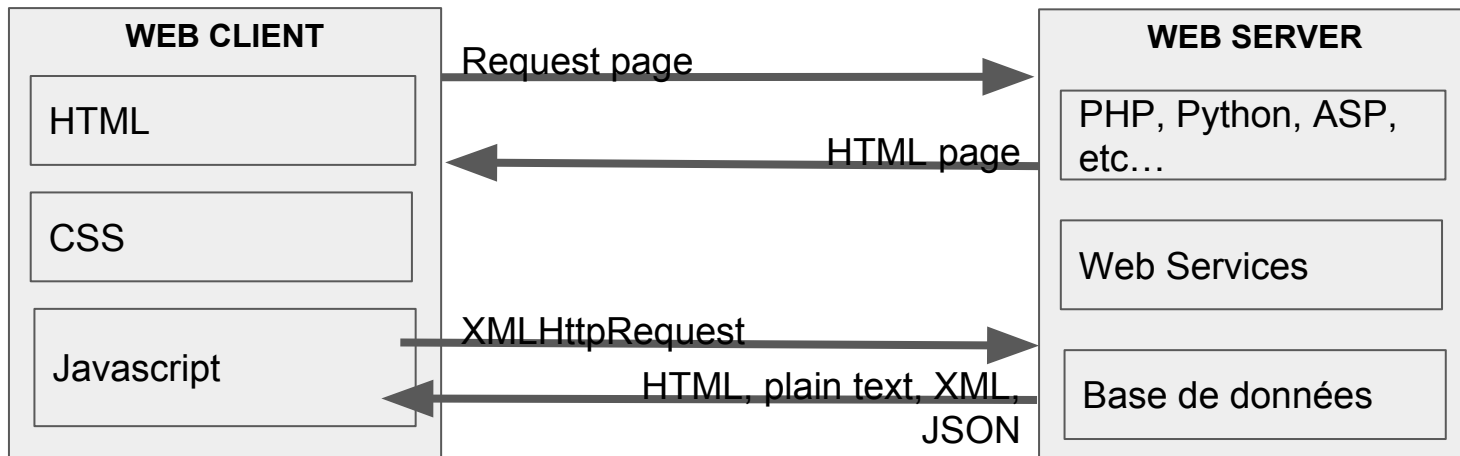 WEB CLIENT
HTML
CSS
Javascript
Request page
HTML page
XMLHttpRequest
HTML, plain text, XML,
JSON
WEB SERVER
PHP, Python, ASP,
etc…
Web Services
Base de données